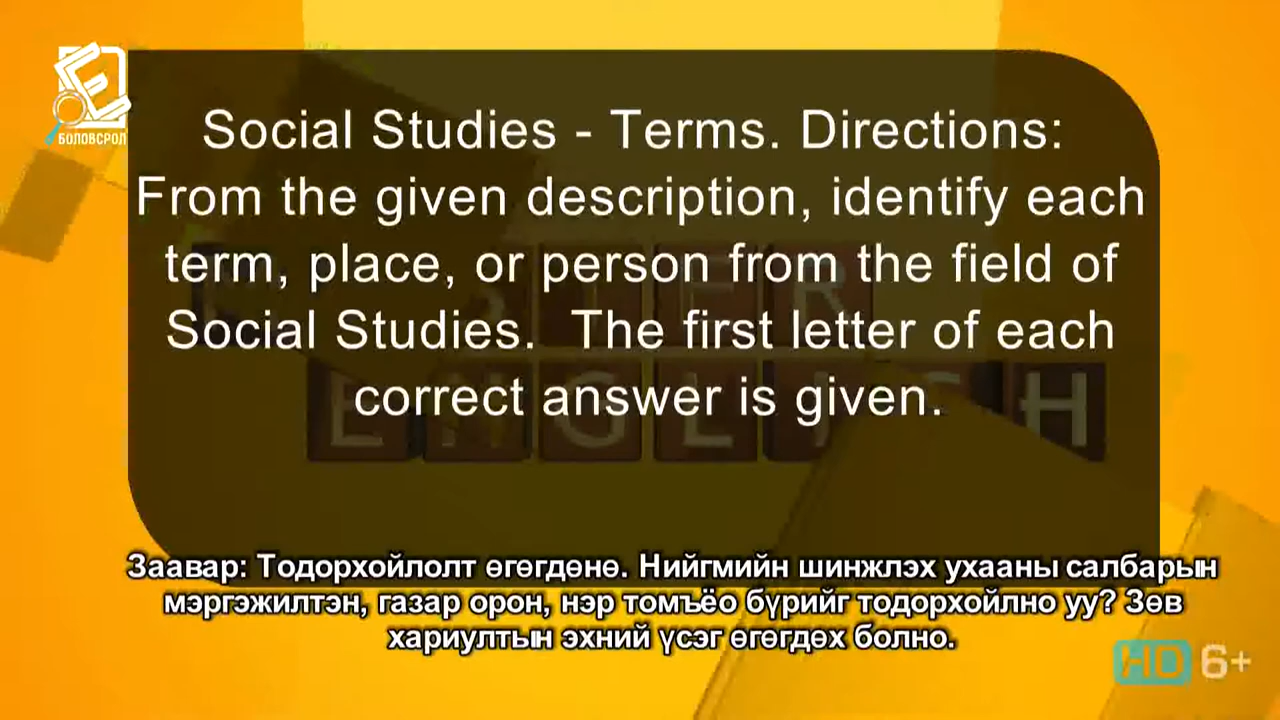 БОЛОВСРОЛ
Social Studies - Terms. Directions:
From the given description, identify each
term, place, or person from the field of
Social Studies.  The first letter of each
correct answer is given.
ENGLISH
Заавар: Тодорхойлолт өгөгдөнө. Нийгмийн шинжлэх ухааны салбарын
мэргэжилтэн, газар орон, нэр томъёо бүрийг тодорхойлно уу? Зөв
хариултын эхний үсэг өгөгдөх болно.
HD 6+